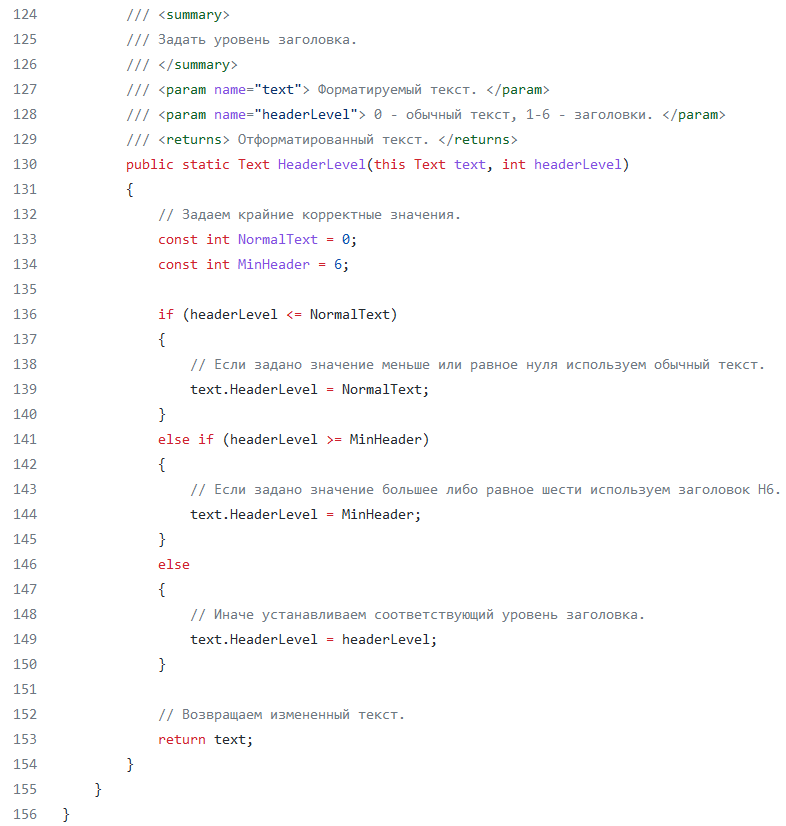 124 /// <summary>
125 /// Задать уровень заголовка.
126 /// </summary>
127 /// <param name="text"> Форматируемый текст. </param>
128 /// <param name="headerLevel"> 0 - обычный текст, 1-6 - заголовки. </param>
129 /// <returns> Отформатированный текст. </returns>
130 public static Text HeaderLevel(this Text text, int headerLevel)
131 {
132 // Задаем крайние корректные значения.
133 const int NormalText = 0;
134 const int MinHeader = 6;
135
136 if (headerLevel <= NormalText)
137 {
138 // Если задано значение меньше или равное нуля используем обычный текст.
139 text.HeaderLevel = NormalText;
140 }
141 else if (headerLevel >= MinHeader)
142 {
143 // Если задано значение большее либо равное шести используем заголовок H6.
144 text.HeaderLevel = MinHeader;
145 }
146 else
147 {
148 // Иначе устанавливаем соответствующий уровень заголовка.
149 text.HeaderLevel = headerLevel;
150 }
151
152 // Возвращаем измененный текст.
153 return text;
154 }
155 }
156 }